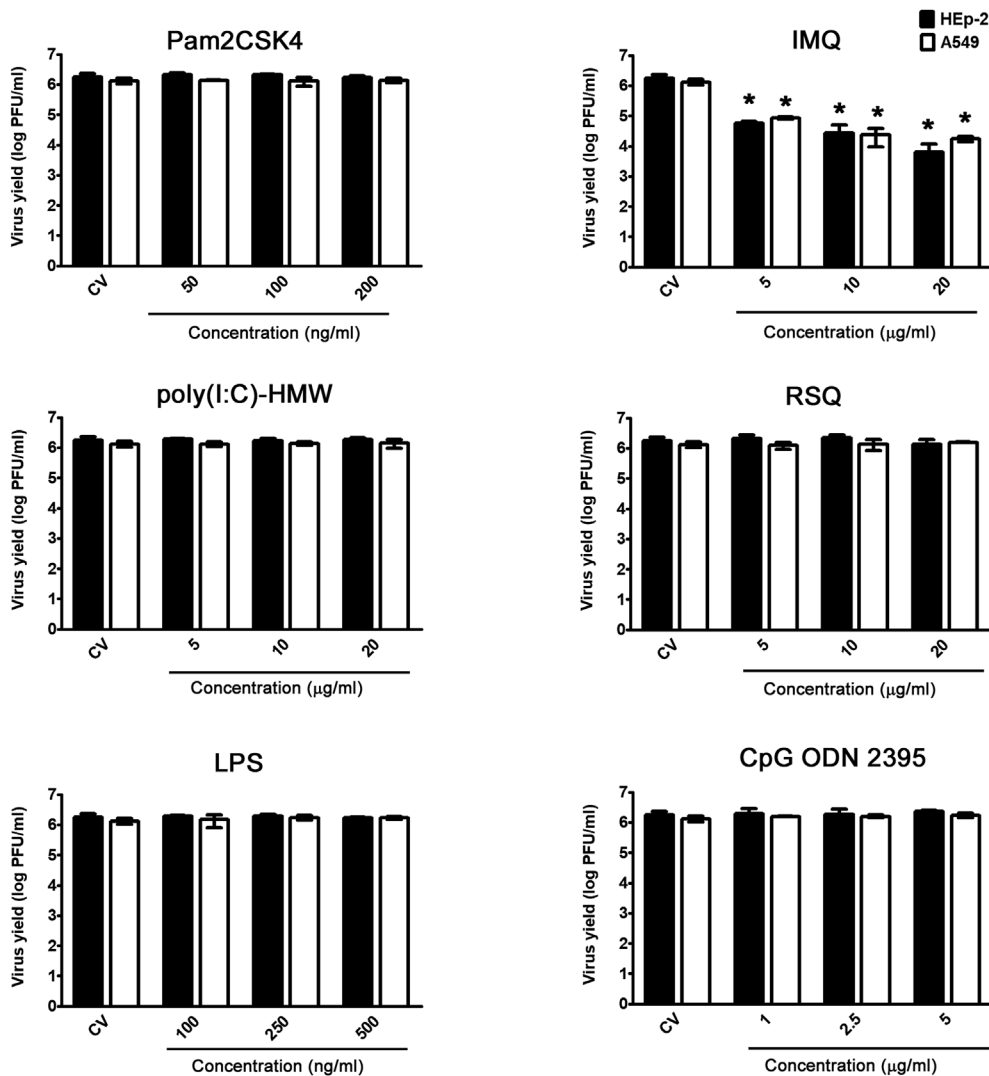 HEp-2
A549
Pam2CSK4
Virus yield (log PFU/ml)
7
6
5
4
3
2
1
0
CV
50
100
200
Concentration (ng/ml)
IMQ
Virus yield (log PFU/ml)
7
6
5
4
3
2
1
0
* * * * * *
CV
5
10
20
Concentration (μg/ml)
poly(I:C)-HMW
Virus yield (log PFU/ml)
7
6
5
4
3
2
1
0
CV
5
10
20
Concentration (μg/ml)
RSQ
Virus yield (log PFU/ml)
7
6
5
4
3
2
1
0
CV
5
10
20
Concentration (μg/ml)
LPS
Virus yield (log PFU/ml)
7
6
5
4
3
2
1
0
CV
100
250
500
Concentration (ng/ml)
CpG ODN 2395
Virus yield (log PFU/ml)
7
6
5
4
3
2
1
0
CV
1
2.5
5
Concentration (μg/ml)